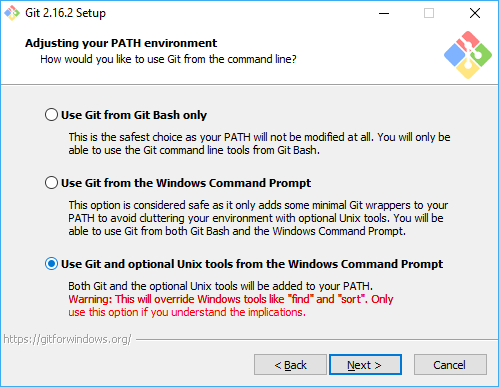 Git 2.16.2 Setup
Adjusting your PATH environment
How would you like to use Git from the command line?
Use Git from Git Bash only
This is the safest choice as your PATH will not be modified at all. You will only be
able to use the Git command line tools from Git Bash.
Use Git from the Windows Command Prompt
This option is considered safe as it only adds some minimal Git wrappers to your
PATH to avoid cluttering your environment with optional Unix tools. You will be
able to use Git from both Git Bash and the Windows Command Prompt.
Use Git and optional Unix tools from the Windows Command Prompt
Both Git and the optional Unix tools will be added to your PATH.
Warning: This will override Windows tools like "find" and "sort". Only
use this option if you understand the implications.
https://gitforwindows.org/
< Back
Next >
Cancel